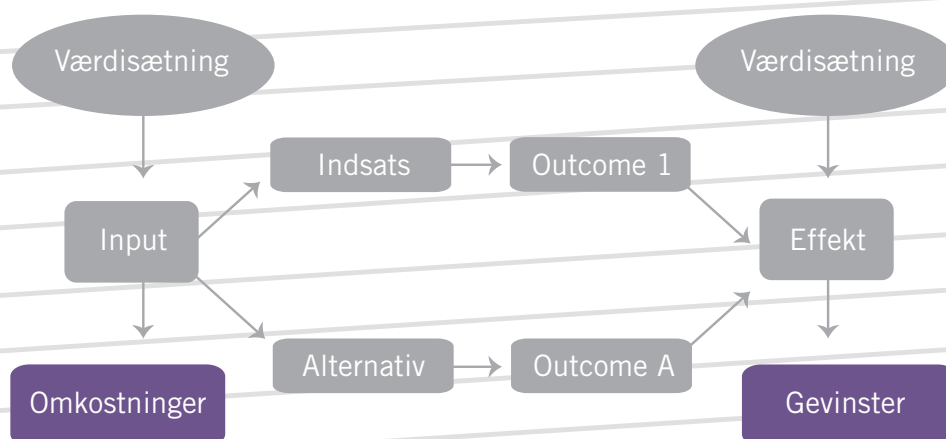 Værdisætning
Værdisætning
Indsats
Outcome 1
Input
Effekt
Alternativ
Outcome A
Omkostninger
Gevinster